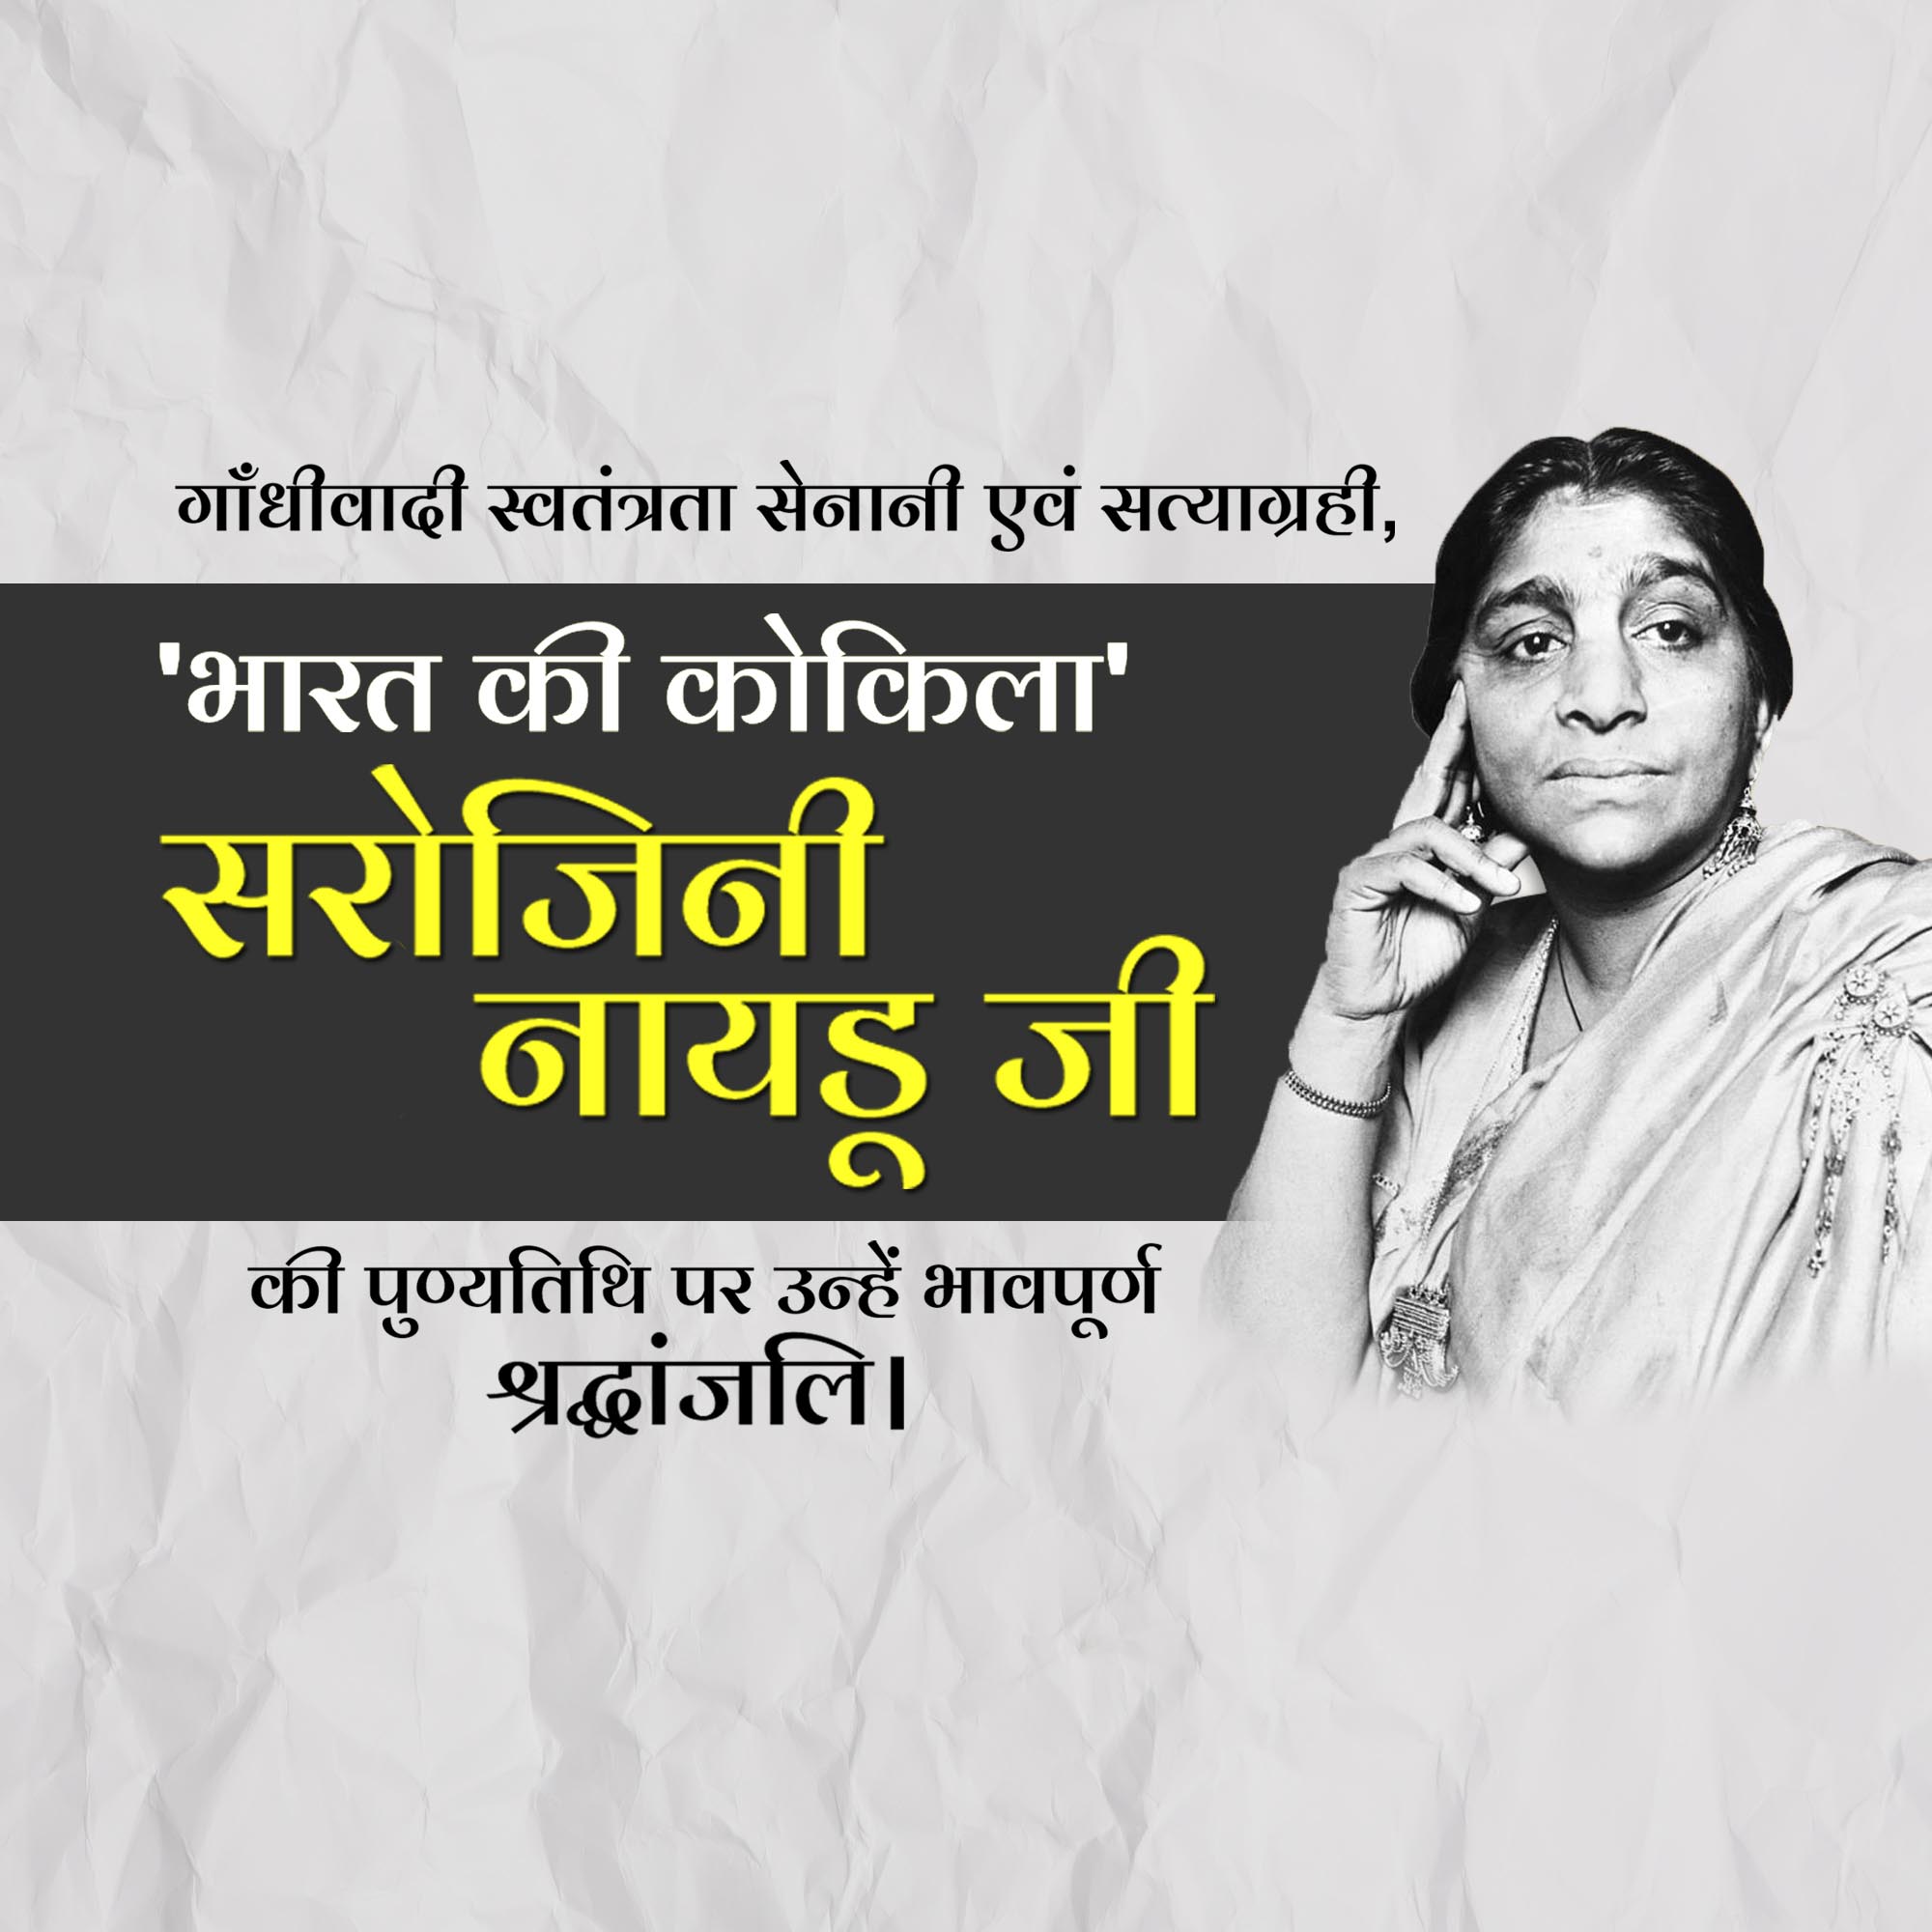 गाँधीवादी स्वतंत्रता सेनानी एवं सत्याग्रही,
'भारत की कोकिला'
सरोजिनी
नायडू जी
की पुण्यतिथि पर उन्हें भावपूर्ण
श्रद्धांजलि।